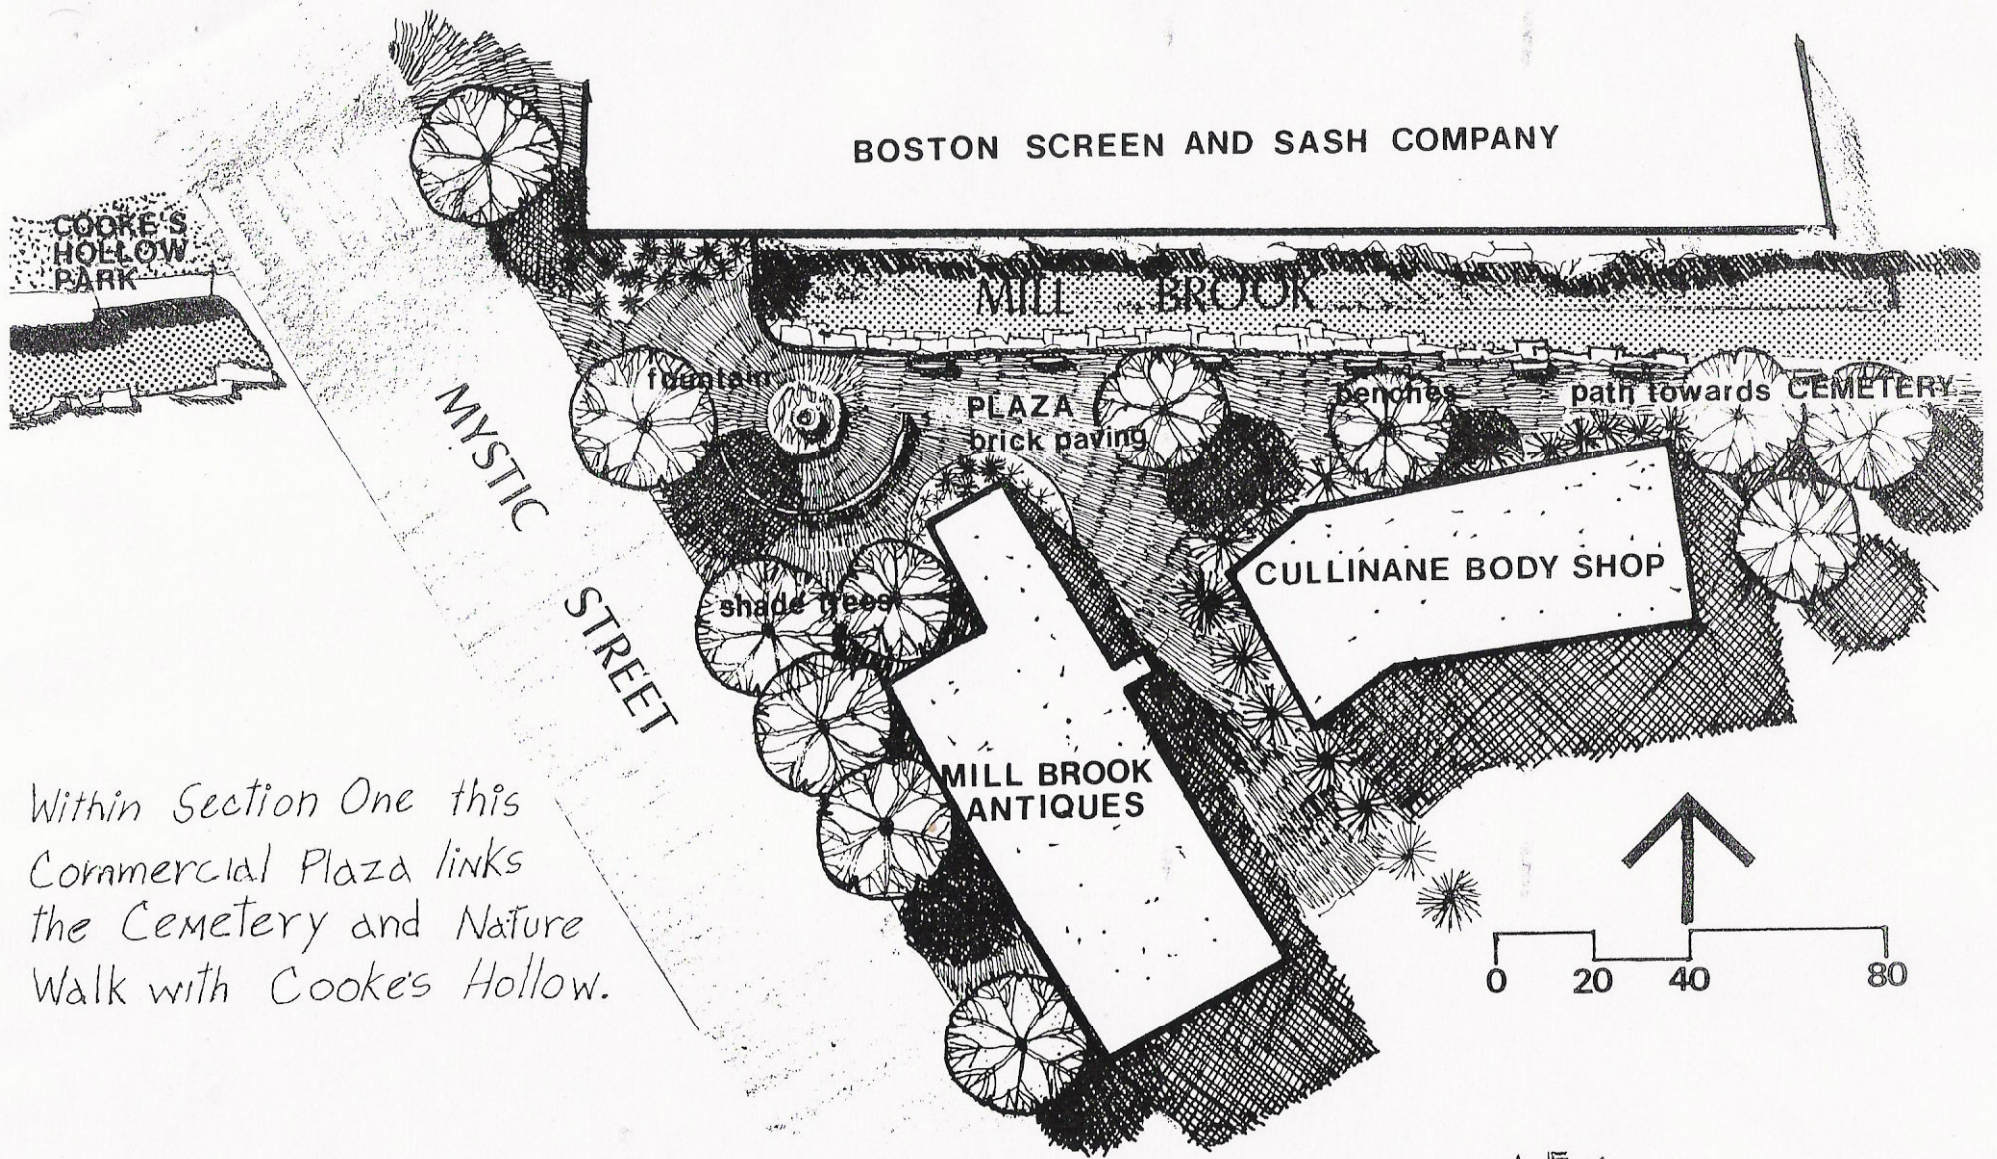 BOSTON SCREEN AND SASH COMPANY
COOKE'S
HOLLOW
PARK
MILL BROOK
fountain
PLAZA
brick paving
benches
path towards CEMETERY
MYSTIC STREET
shade trees
CULLINANE BODY SHOP
MILL BROOK
ANTIQUES
Within Section One this
Commercial Plaza links
the Cemetery and Nature
Walk with Cooke's Hollow.
0 20 40 80